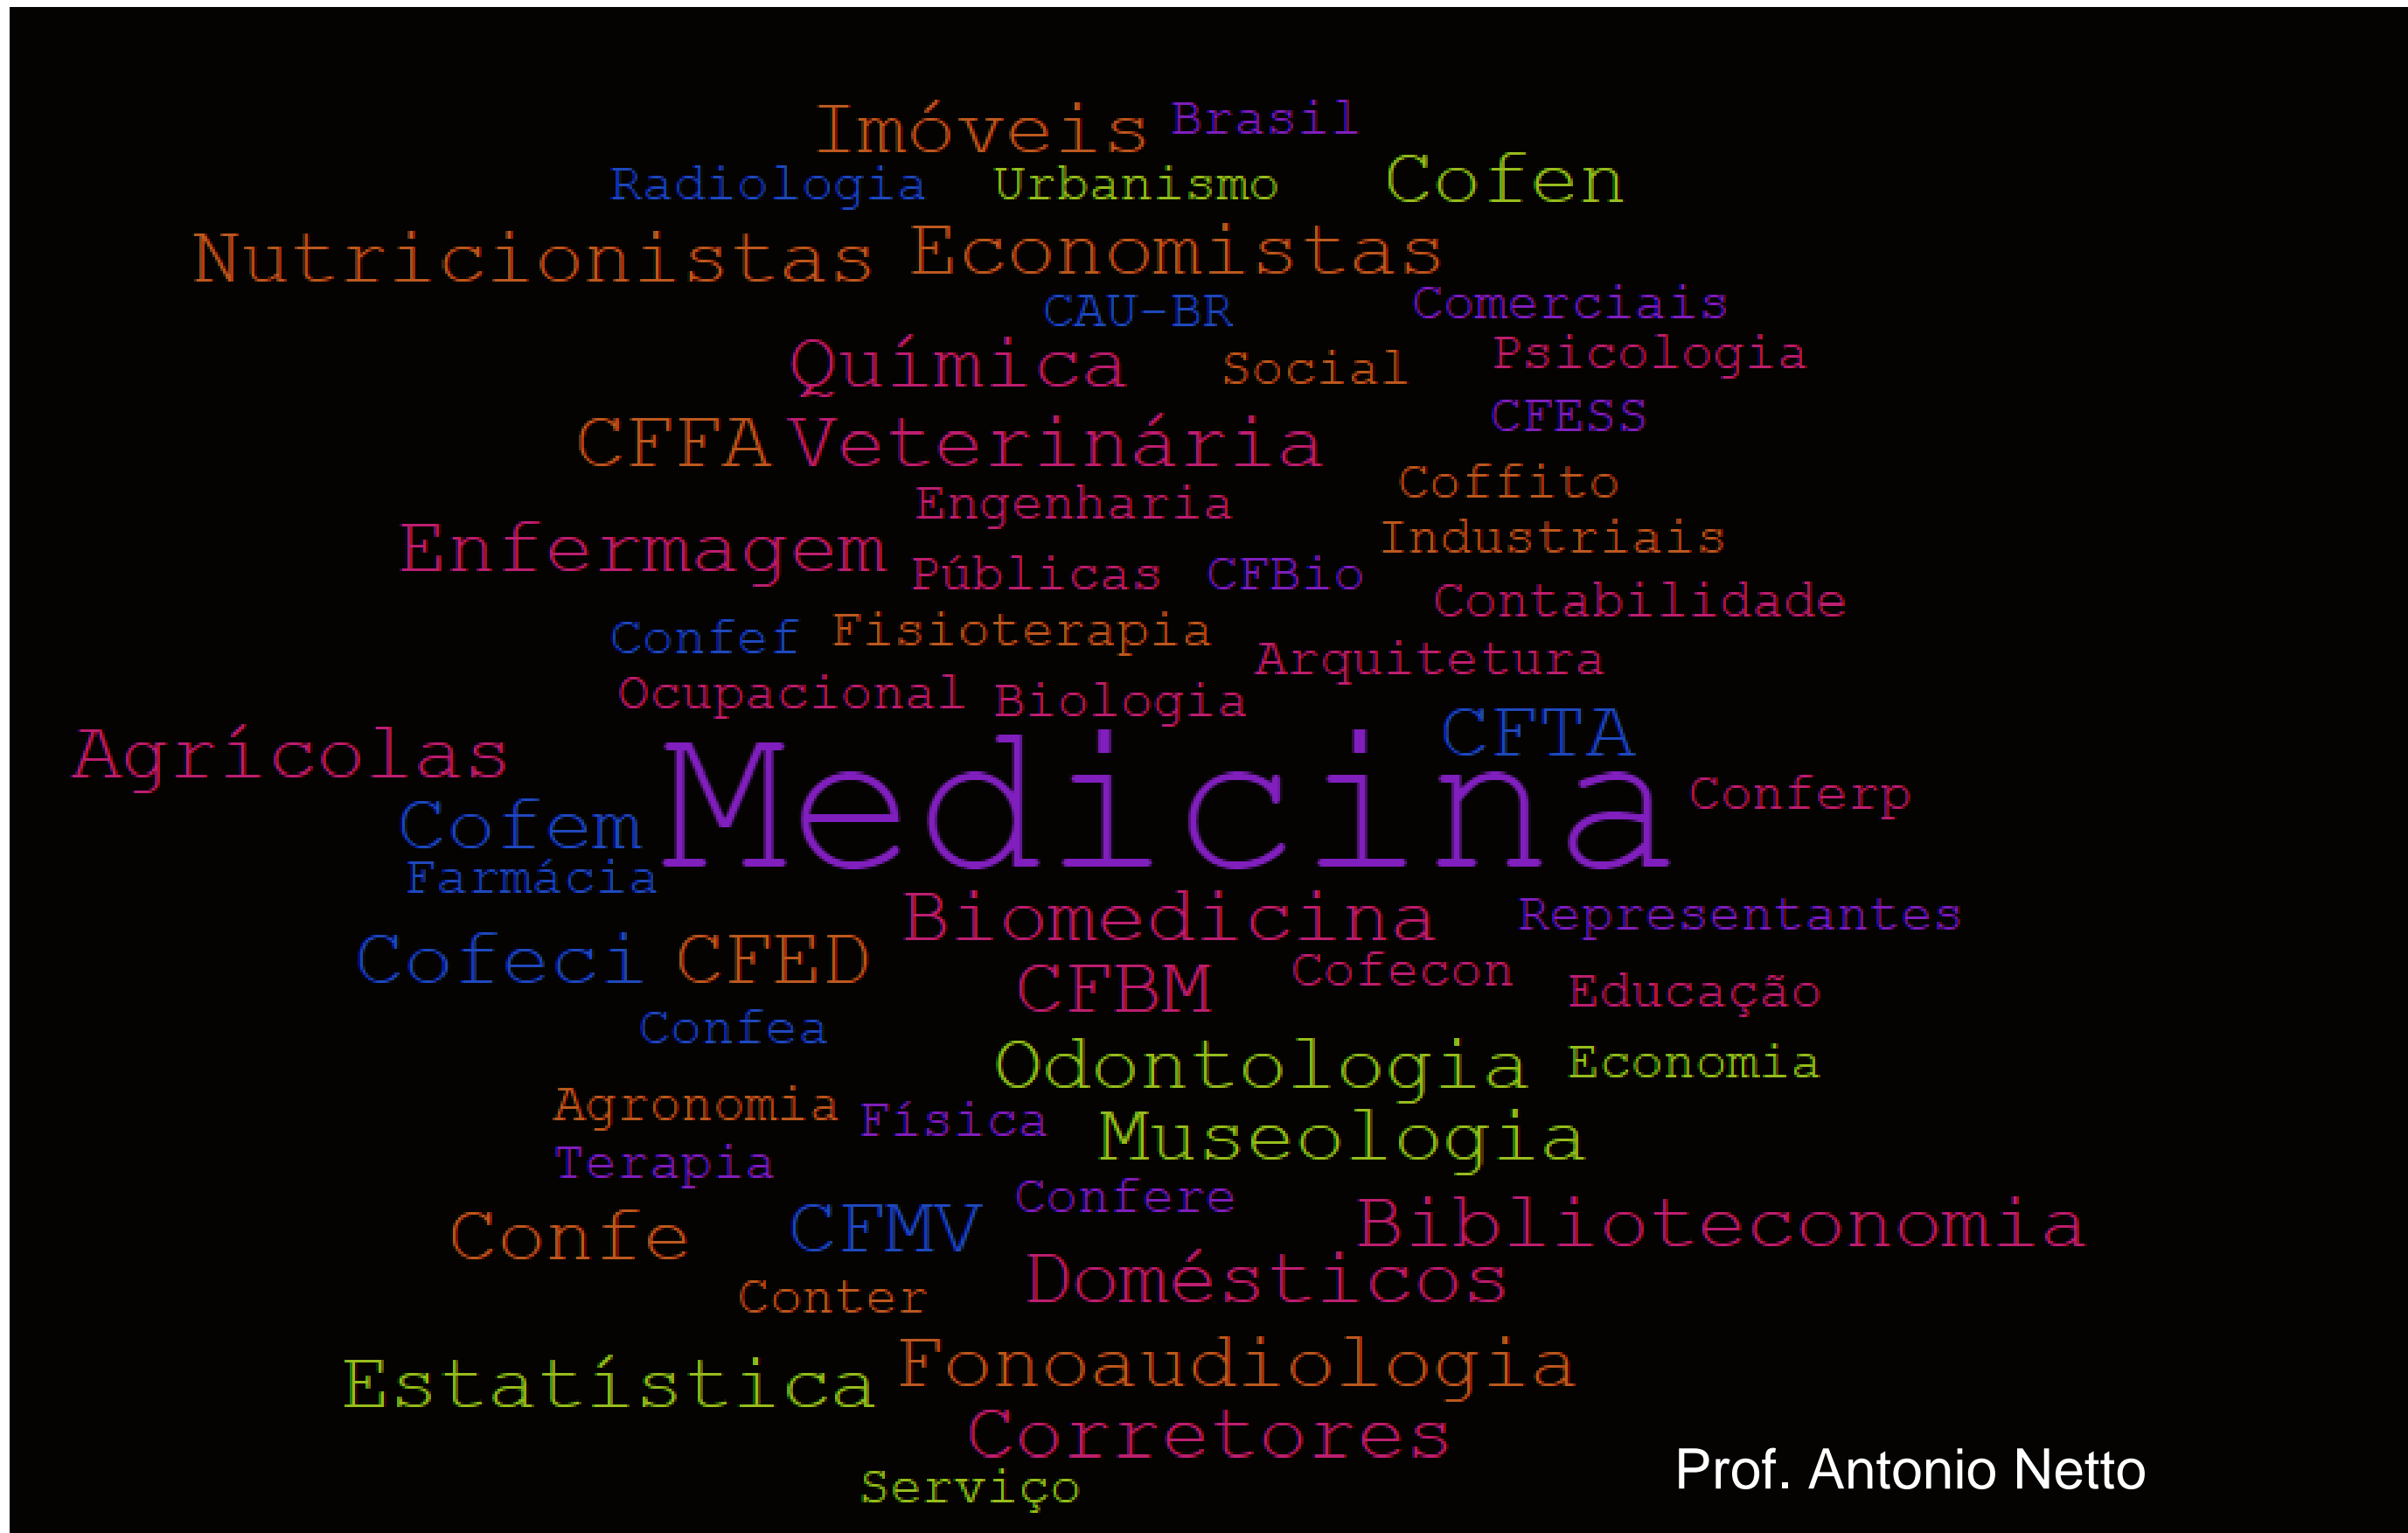 Imóveis Brasil
Radiologia Urbanismo Cofen
Nutricionistas Economistas
CAU-BR Comerciais
Química Social Psicologia
CFFA Veterinária CFESS
Engenharia Coffito
Enfermagem Industriais
Públicas CFBio Contabilidade
Confef Fisioterapia Arquitetura
Ocupacional Biologia
Agrícolas Medicina CFTA
Cofem Conferp
Farmácia
Biomedicina Representantes
Cofeci CFED
CFBM Cofecon Educação
Confea
Odontologia Economia
Agronomia Física Museologia
Terapia
Confe CFMV Confere Biblioteconomia
Conter Domésticos
Estatística Fonoaudiologia
Corretores
Serviço Prof. Antonio Netto